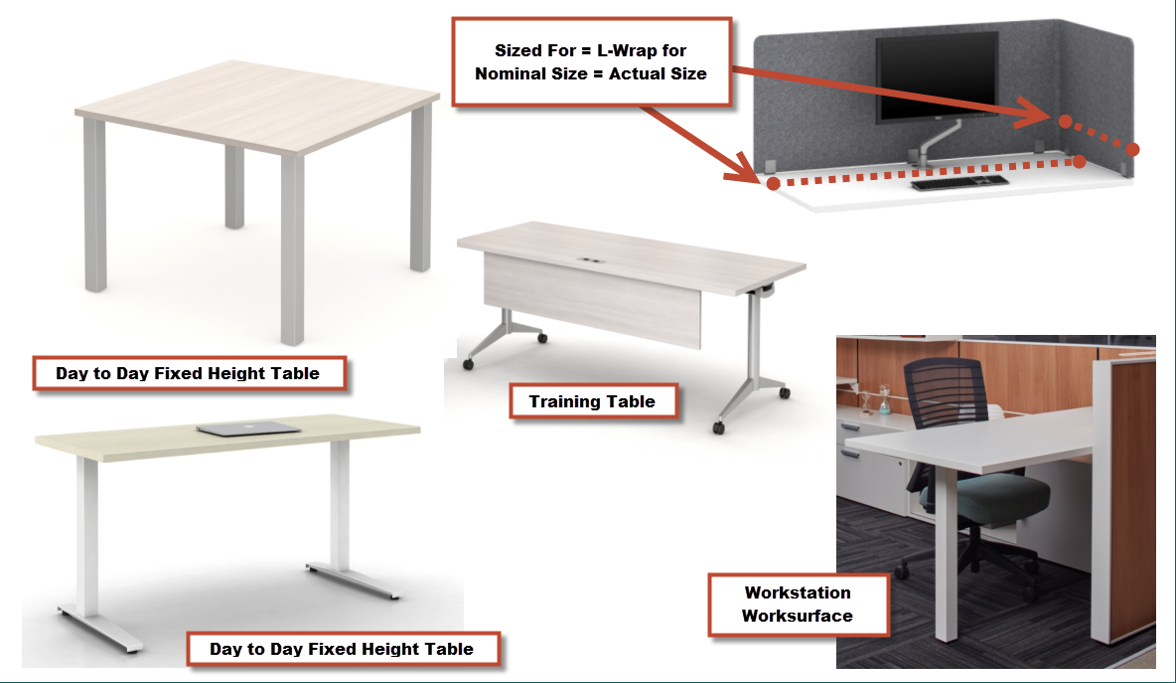 Sized For = L-Wrap for
Nominal Size = Actual Size
Day to Day Fixed Height Table
Training Table
Workstation
Worksurface
Day to Day Fixed Height Table